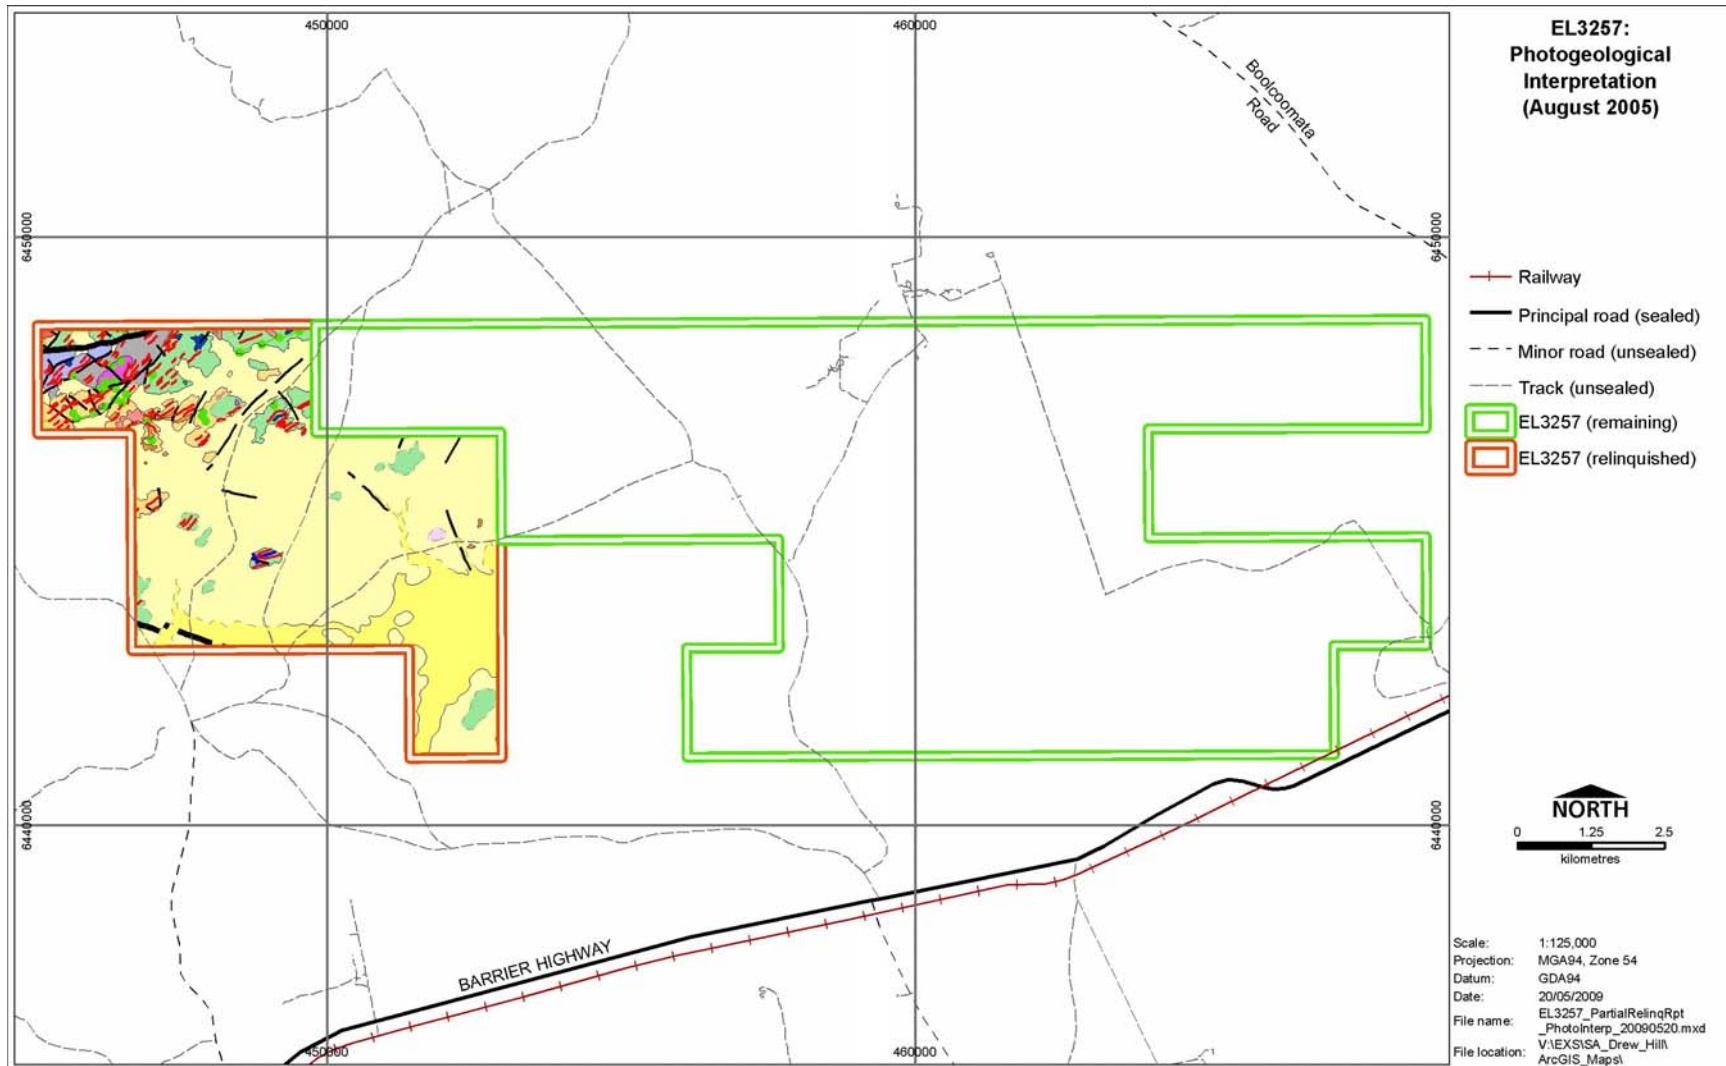 450000
460000
EL3257:
Photogeological
Interpretation
(August 2005)
Boolcoomata
Road
6450000
6450000
Railway
Principal road (sealed)
Minor road (unsealed)
Track (unsealed)
EL3257 (remaining)
EL3257 (relinquished)
NORTH
0 1.25 2.5
kilometres
6440000
6440000
BARRIER HIGHWAY
450000
460000
Scale: 1:125,000
Projection: MGA94, Zone 54
Datum: GDA94
Date: 20/05/2009
File name: EL3257_PartialRelinqRpt
_PhotoInterp_20090520.mxd
File location: V:\EXS\SA_Drew_Hill\
ArcGIS_Maps\